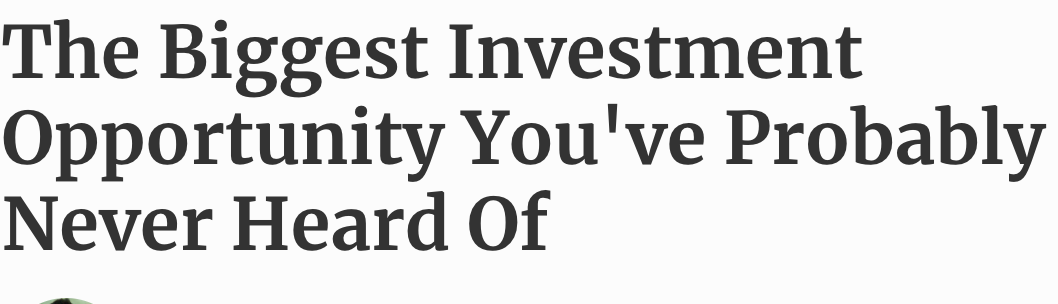 The Biggest Investment
Opportunity You've Probably
Never Heard Of